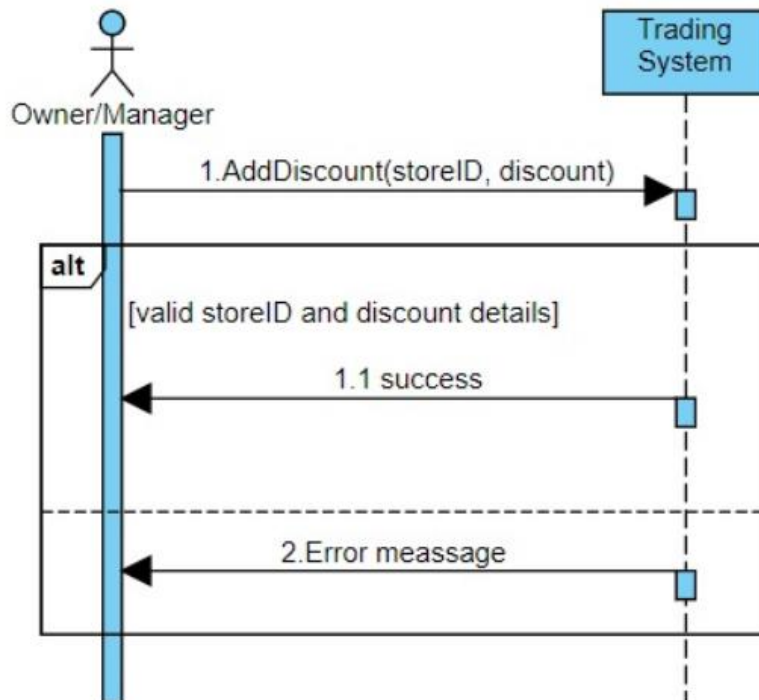 Trading
System
Owner/Manager
1.AddDiscount(storeID, discount)
alt
[valid storeID and discount details]
1.1 success
2.Error meassage